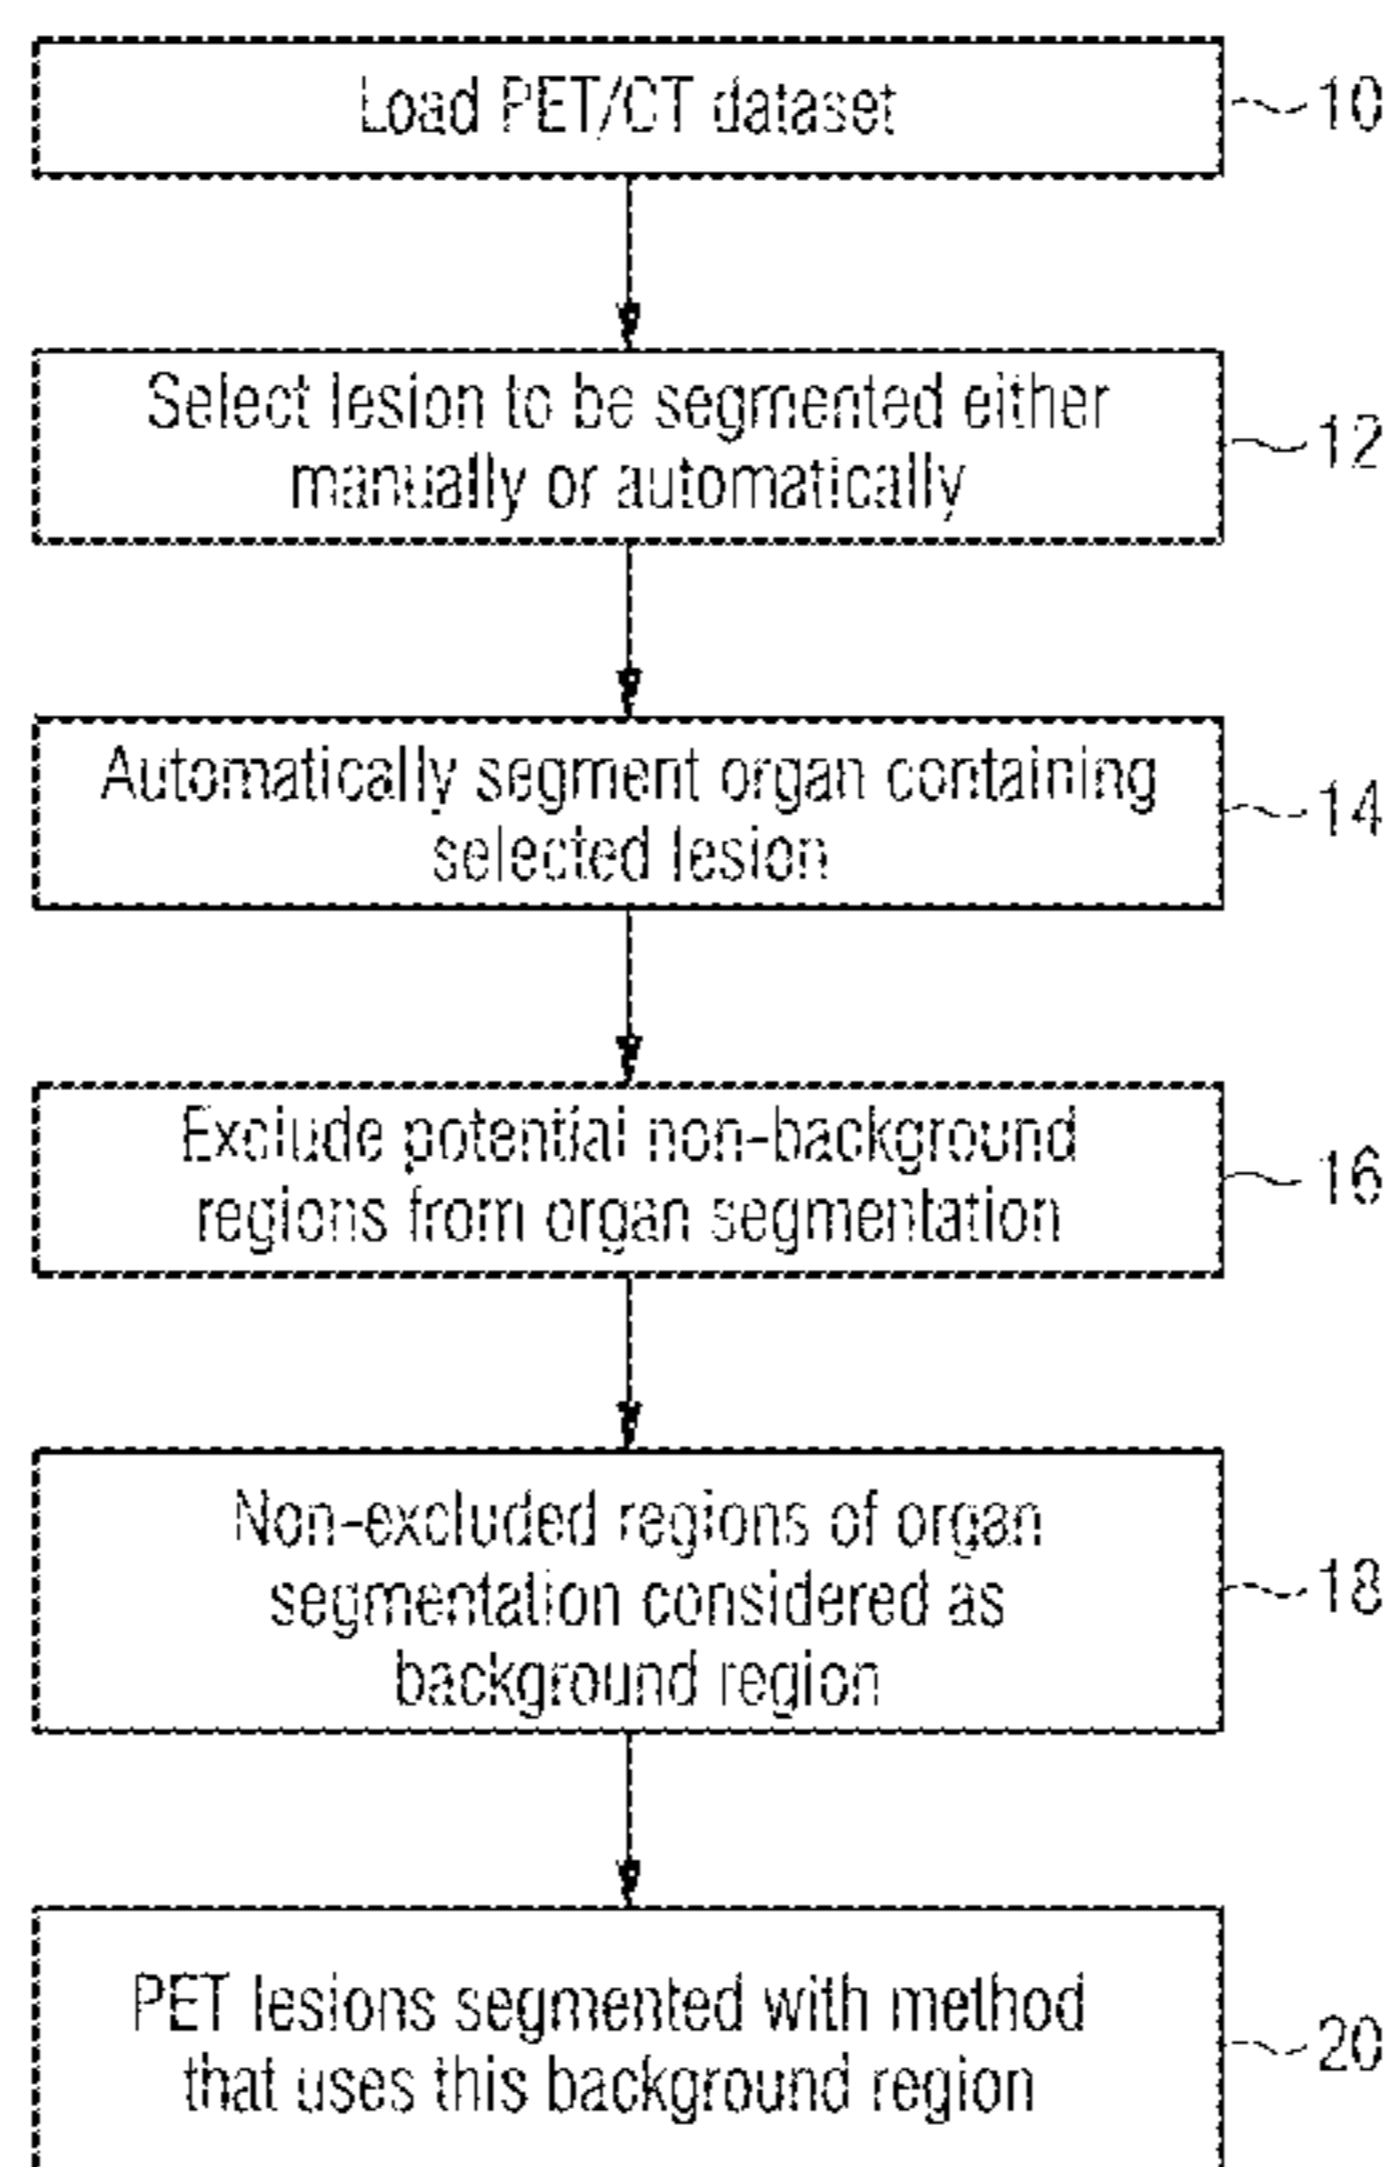 Load PET/CT dataset
10
Select lesion to be segmented either
manually or automatically
12
Automatically segment organ containing
selected lesion
14
Exclude potential non-background
regions from organ segmentation
16
Non-excluded regions of organ
segmentation considered as
background region
18
PET lesions segmented with method
that uses this background region
20